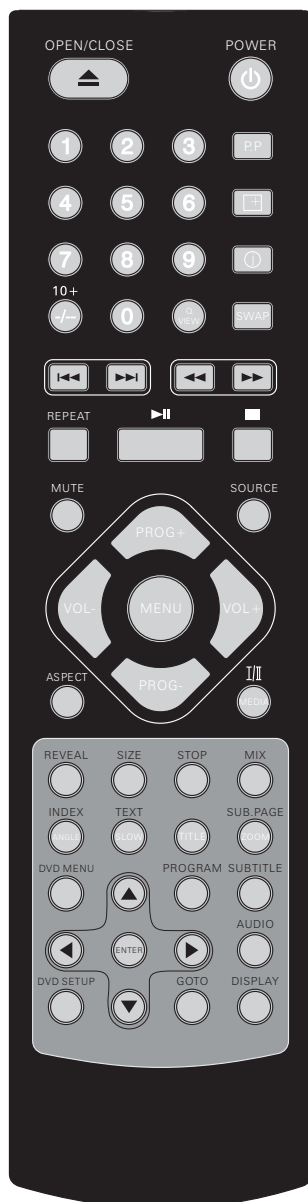 OPEN/CLOSE POWER
1 2 3 P.P
4 5 6
7 8 9
10+
-/-- 0 Q.VIEW SWAP
REPEAT
MUTE SOURCE
PROG+
VOL- MENU VOL+
PROG-
ASPECT I/II
MEDIA
REVEAL SIZE STOP MIX
INDEX TEXT SUB.PAGE
ANGLE SLOW TITLE ZOOM
DVD MENU PROGRAM SUBTITLE
AUDIO
ENTER
DVD SETUP GOTO DISPLAY